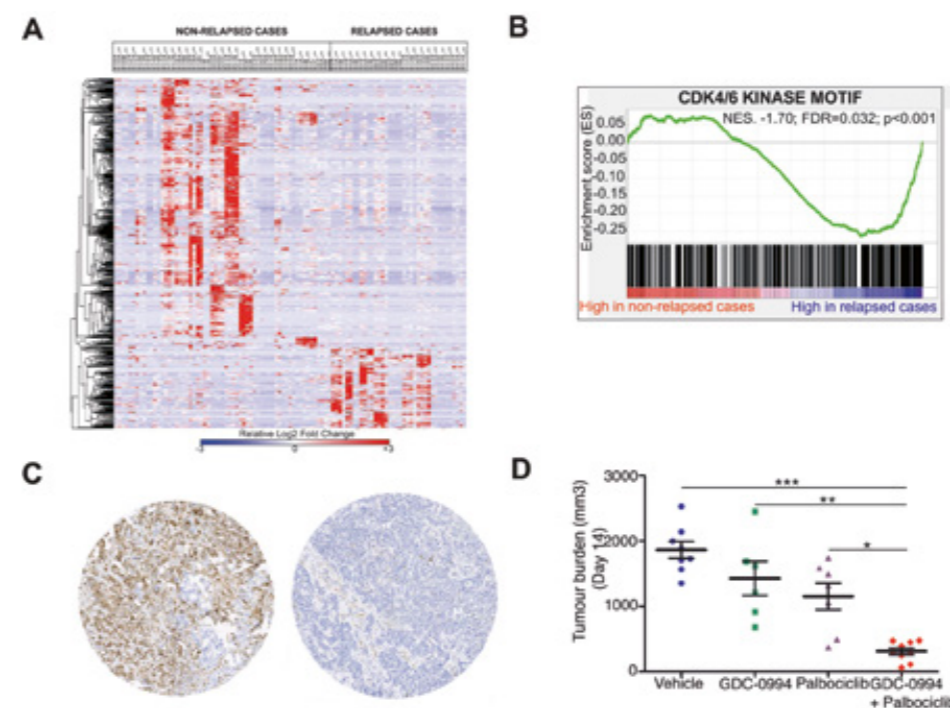 A
NON-RELAPSED CASES
RELAPSED CASES
Relative Log2 Fold Change
0
B
CDK4/6 KINASE MOTIF
NES. -1.70; FDR=0.032; p<0.001
Enrichment score (ES)
0.05
0.00
-0.05
-0.10
-0.15
-0.20
-0.25
High in non-relapsed cases
High in relapsed cases
C
D
Tumour burden (mm3)
(Day 14)
3000
2000
1000
0
***
**
*
Vehicle
GDC-0994
Palbociclib
GDC-0994
+ Palbociclib